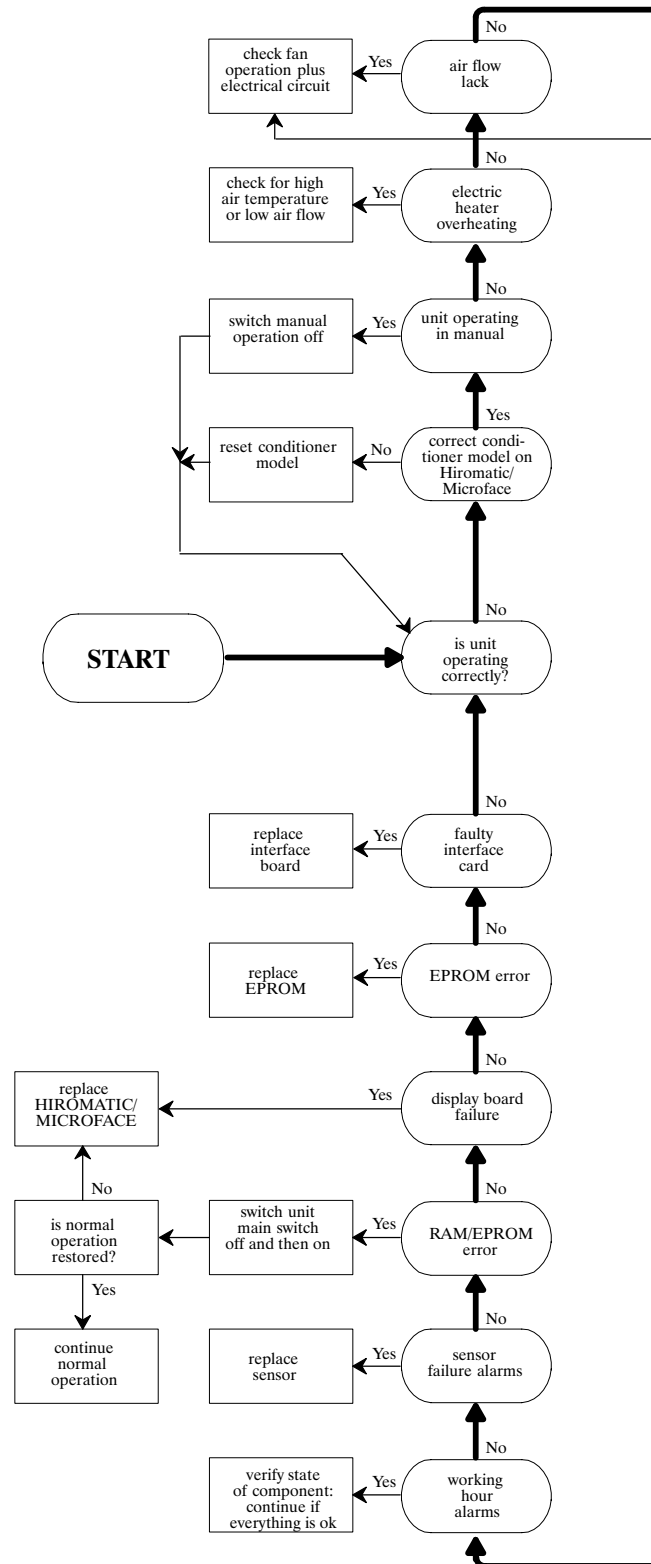 No
check fan
operation plus
electrical circuit
Yes
air flow
lack
No
check for high
air temperature
or low air flow
Yes
electric
heater
overheating
No
switch manual
operation off
Yes
unit operating
in manual
Yes
reset conditioner
model
No
correct condi-
tioner model on
Hiromatic/
Microface
No
START
is unit
operating
correctly?
No
replace
interface
board
Yes
faulty
interface
card
No
replace
EPROM
Yes
EPROM error
No
replace
HIROMATIC/
MICROFACE
Yes
display board
failure
No
No
is normal
operation
restored?
switch unit
main switch
off and then on
Yes
RAM/EPROM
error
Yes
No
continue
normal
operation
replace
sensor
Yes
sensor
failure alarms
No
verify state
of component:
continue if
everything is ok
Yes
working
hour
alarms